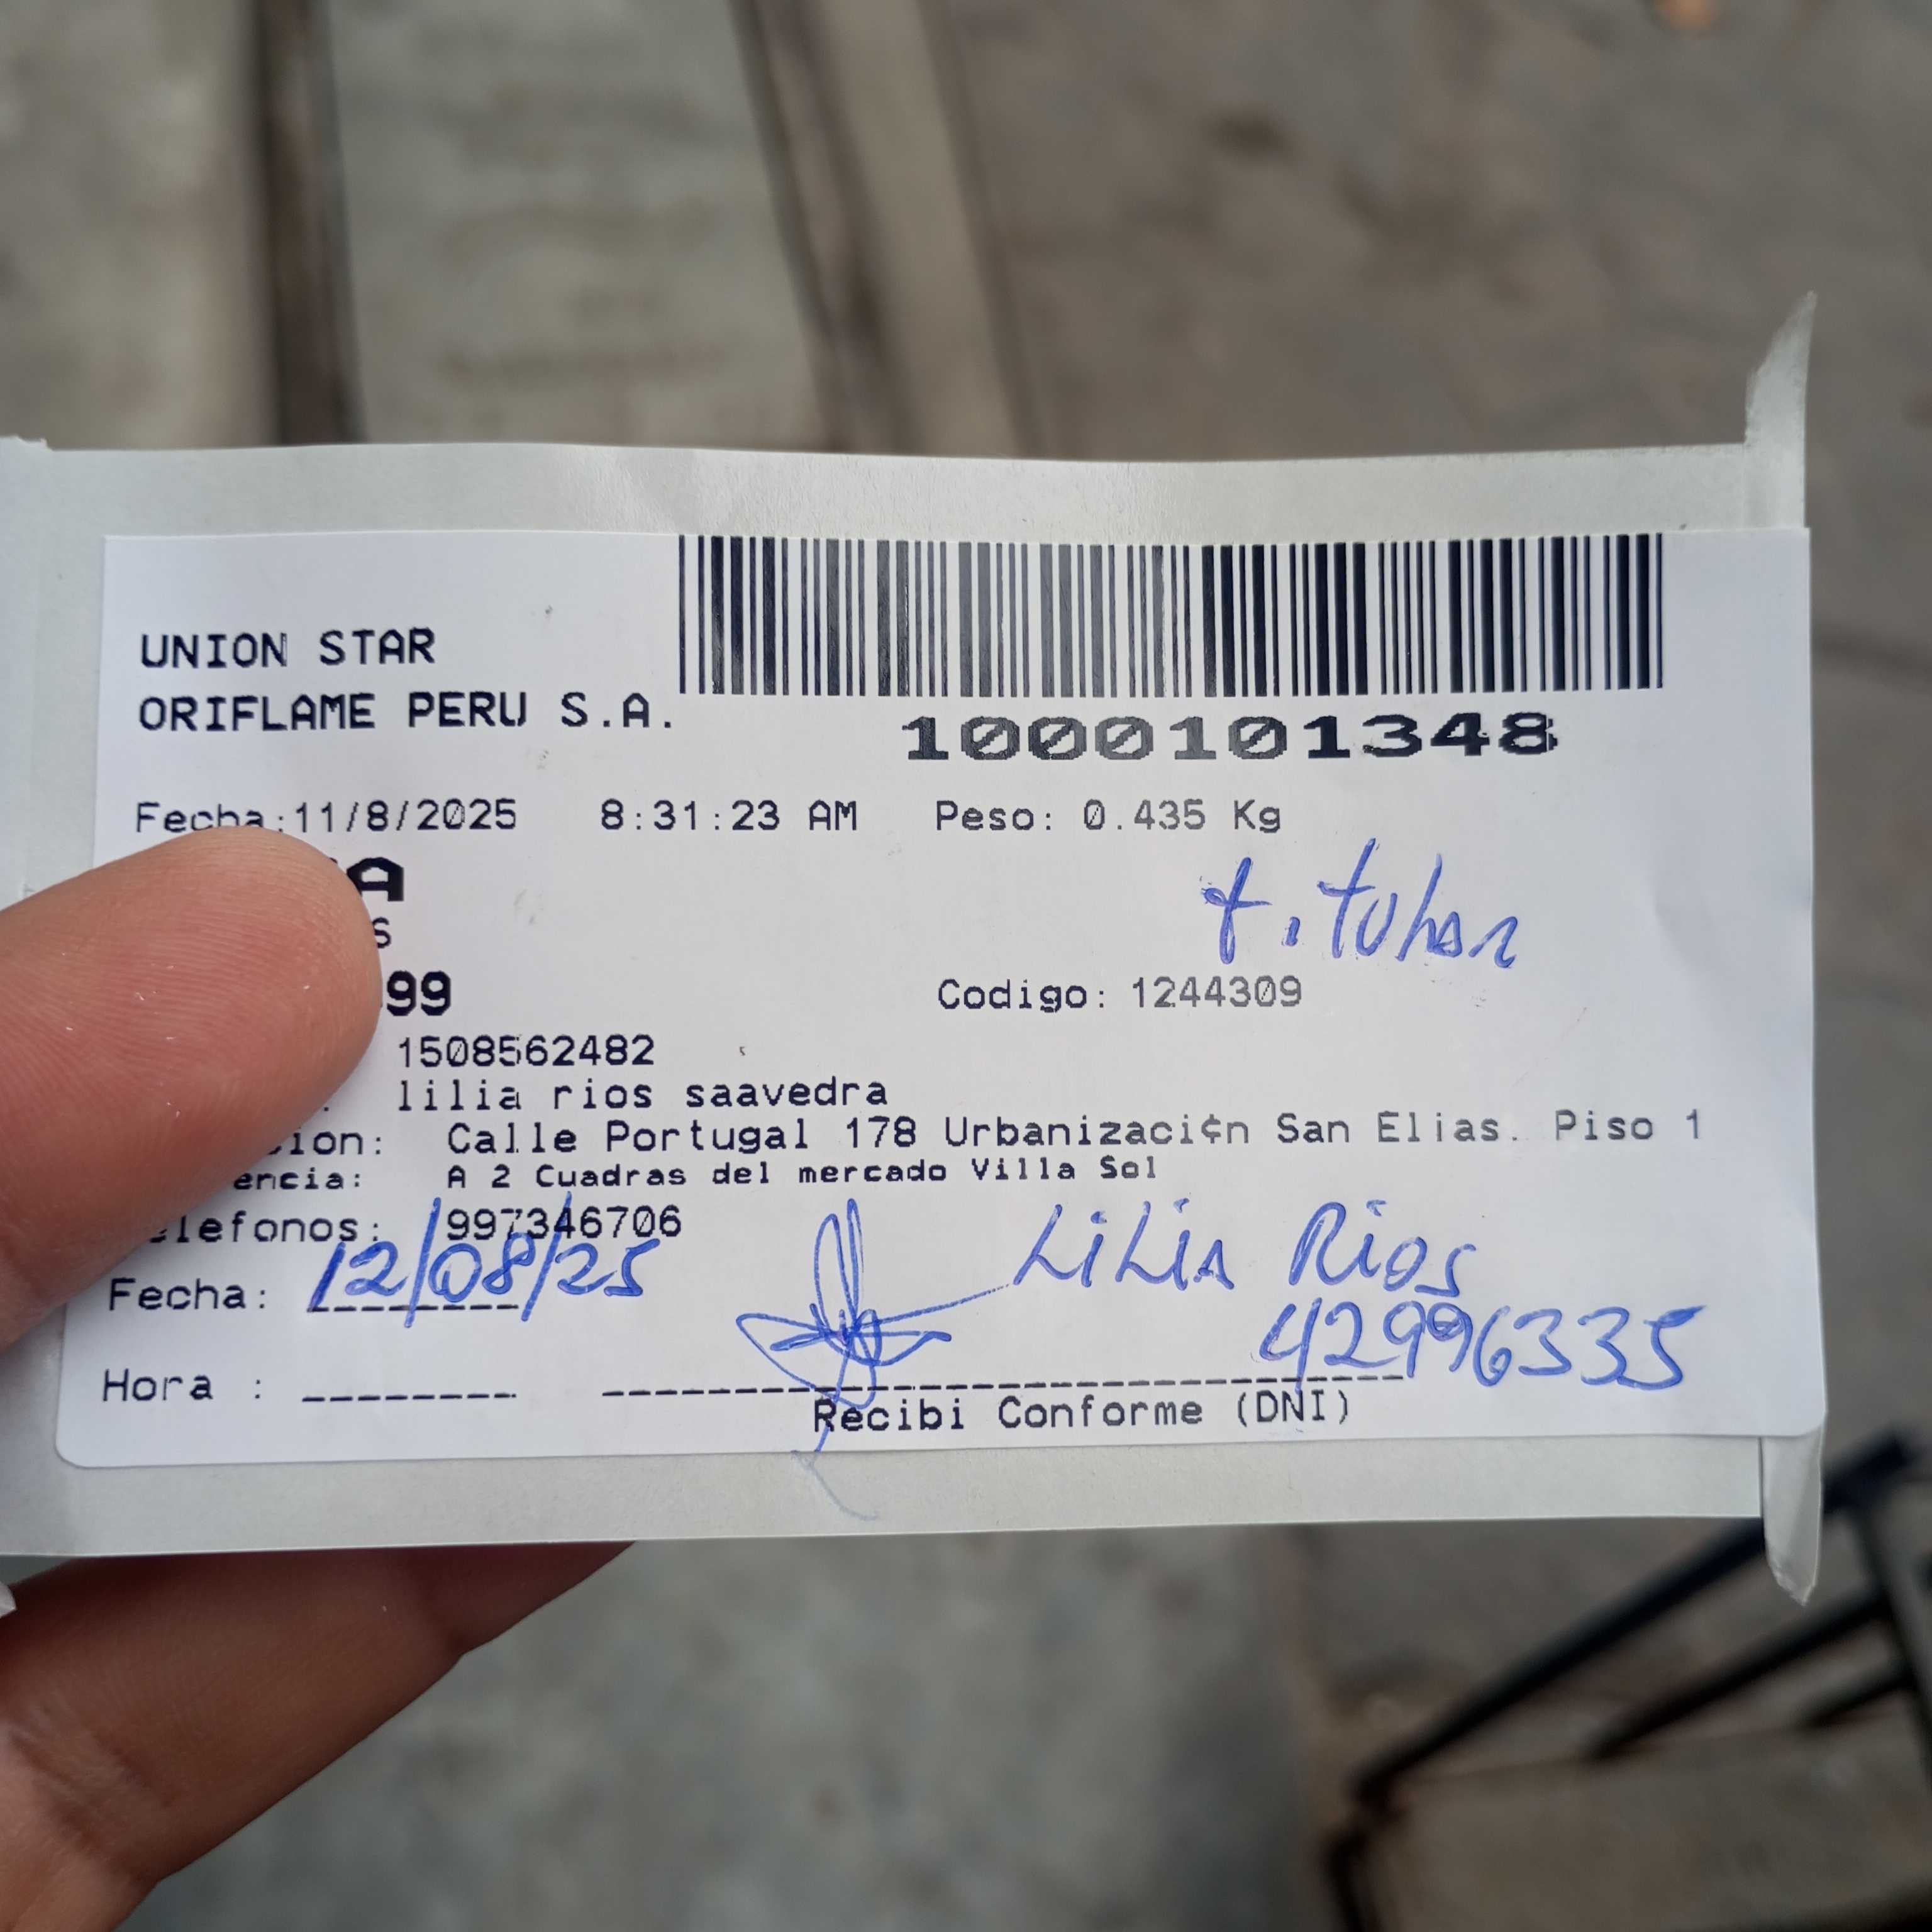 UNION STAR
ORIFLAME PERU S.A.
1000101348
Fecha:11/8/2025 8:31:23 AM Peso: 0.435 Kg
A
t. titular
S
99 Codigo: 1244309
1508562482
lilia rios saavedra
cion: Calle Portugal 178 Urbanizaci¢n San Elias. Piso 1
encia: A 2 Cuadras del mercado Villa Sol
elefonos: 997346706
Fecha: 12/08/25
LiLiA Rios
42996335
Hora :
Recibi Conforme (DNI)